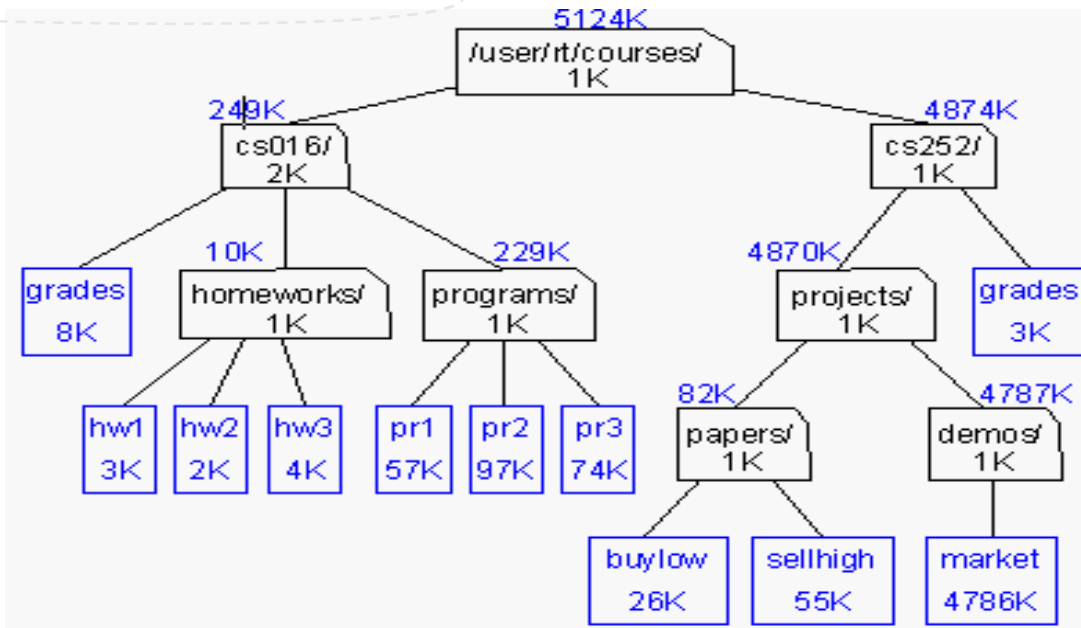 5124K
/user/rt/courses/
1K
249K
4874K
cs016/
2K
cs252/
1K
10K
229K
4870K
grades
8K
homeworks/
1K
programs/
1K
projects/
1K
grades
3K
82K
4787K
hw1
3K
hw2
2K
hw3
4K
pr1
57K
pr2
97K
pr3
74K
papers/
1K
demos/
1K
buylow
26K
sellhigh
55K
market
4786K